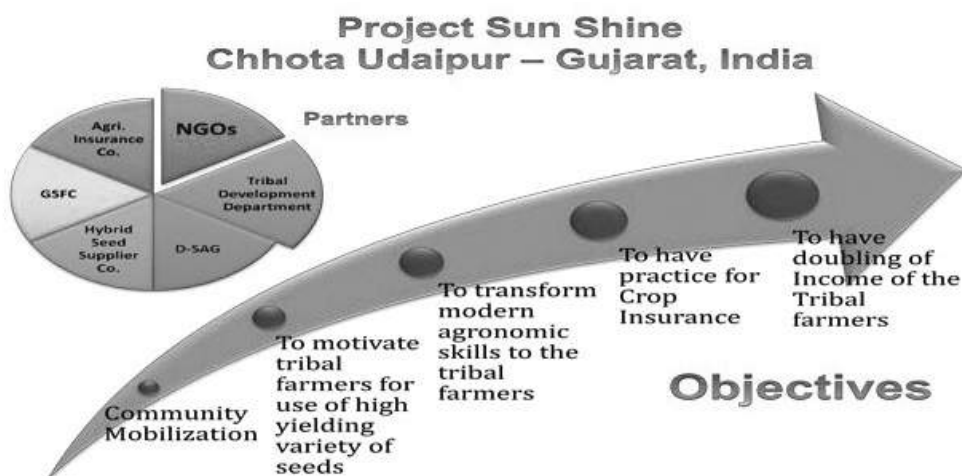 Project Sun Shine
Chhota Udaipur – Gujarat, India
Partners
Agri.
Insurance
Co.
NGOs
GSFC
Tribal
Development
Department
Hybrid
Seed
Supplier
Co.
D-SAG
Community
Mobilization
To motivate
tribal
farmers for
use of high
yielding
variety of
seeds
To transform
modern
agronomic
skills to the
tribal
farmers
To have
practice for
Crop
Insurance
To have
doubling of
Income of the
Tribal
farmers
Objectives